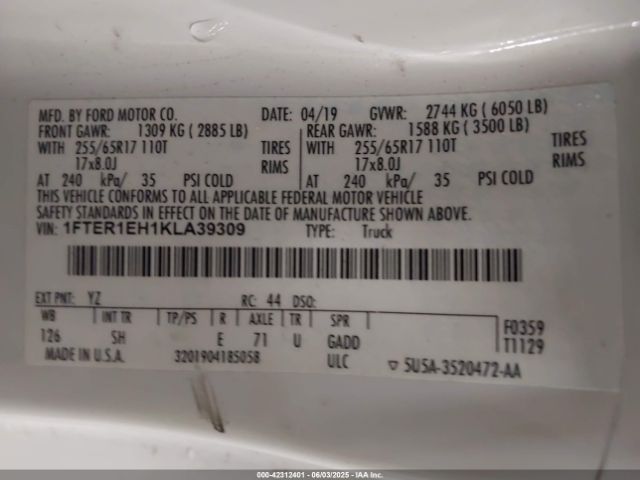 MFD. BY FORD MOTOR CO. DATE: 04/19 GVWR: 2744 KG ( 6050 LB)
FRONT GAWR: 1309 KG ( 2885 LB) REAR GAWR: 1588 KG ( 3500 LB)
WITH 255/65R17 110T TIRES WITH 255/65R17 110T TIRES
17x8.0J RIMS 17x8.0J RIMS
AT 240 kPa/ 35 PSI COLD AT 240 kPa/ 35 PSI COLD
THIS VEHICLE CONFORMS TO ALL APPLICABLE FEDERAL MOTOR VEHICLE
SAFETY STANDARDS IN EFFECT ON THE DATE OF MANUFACTURE SHOWN ABOVE.
VIN: 1FTER1EH1KLA39309 TYPE: Truck
EXT PNT: YZ RC: 44 DSO:
WB INT TR TP/PS R AXLE TR SPR F0359
126 SH E 71 U GADD T1129
MADE IN U.S.A. 3201904185058 ULC 5U5A-3520472-AA
000-42312401 - 06/03/2025 - IAAI.COM